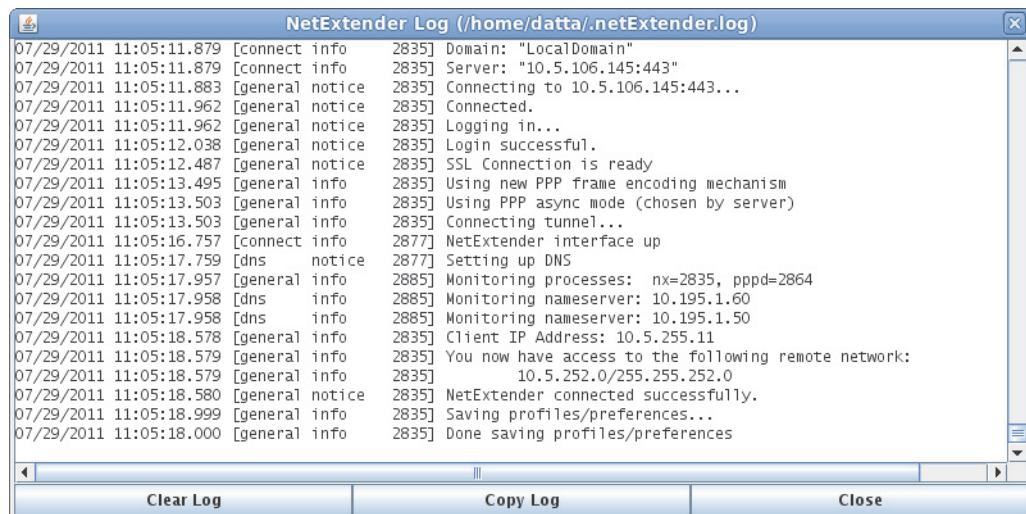 NetExtender Log (/home/datta/.netExtender.log)
07/29/2011 11:05:11.879 [connect info     2835] Domain: "LocalDomain"
07/29/2011 11:05:11.879 [connect info     2835] Server: "10.5.106.145:443"
07/29/2011 11:05:11.883 [general notice   2835] Connecting to 10.5.106.145:443...
07/29/2011 11:05:11.962 [general notice   2835] Connected.
07/29/2011 11:05:11.962 [general notice   2835] Logging in...
07/29/2011 11:05:12.038 [general notice   2835] Login successful.
07/29/2011 11:05:12.487 [general notice   2835] SSL Connection is ready
07/29/2011 11:05:13.495 [general info     2835] Using new PPP frame encoding mechanism
07/29/2011 11:05:13.503 [general info     2835] Using PPP async mode (chosen by server)
07/29/2011 11:05:13.503 [general info     2835] Connecting tunnel...
07/29/2011 11:05:16.757 [connect info     2877] NetExtender interface up
07/29/2011 11:05:17.759 [dns     notice   2877] Setting up DNS
07/29/2011 11:05:17.957 [general info     2885] Monitoring processes:  nx=2835, pppd=2864
07/29/2011 11:05:17.958 [dns     info     2885] Monitoring nameserver: 10.195.1.60
07/29/2011 11:05:17.958 [dns     info     2885] Monitoring nameserver: 10.195.1.50
07/29/2011 11:05:18.578 [general info     2835] Client IP Address: 10.5.255.11
07/29/2011 11:05:18.579 [general info     2835] You now have access to the following remote network:
07/29/2011 11:05:18.579 [general info     2835]         10.5.252.0/255.255.252.0
07/29/2011 11:05:18.580 [general notice   2835] NetExtender connected successfully.
07/29/2011 11:05:18.999 [general info     2835] Saving profiles/preferences...
07/29/2011 11:05:18.000 [general info     2835] Done saving profiles/preferences
Clear Log Copy Log Close